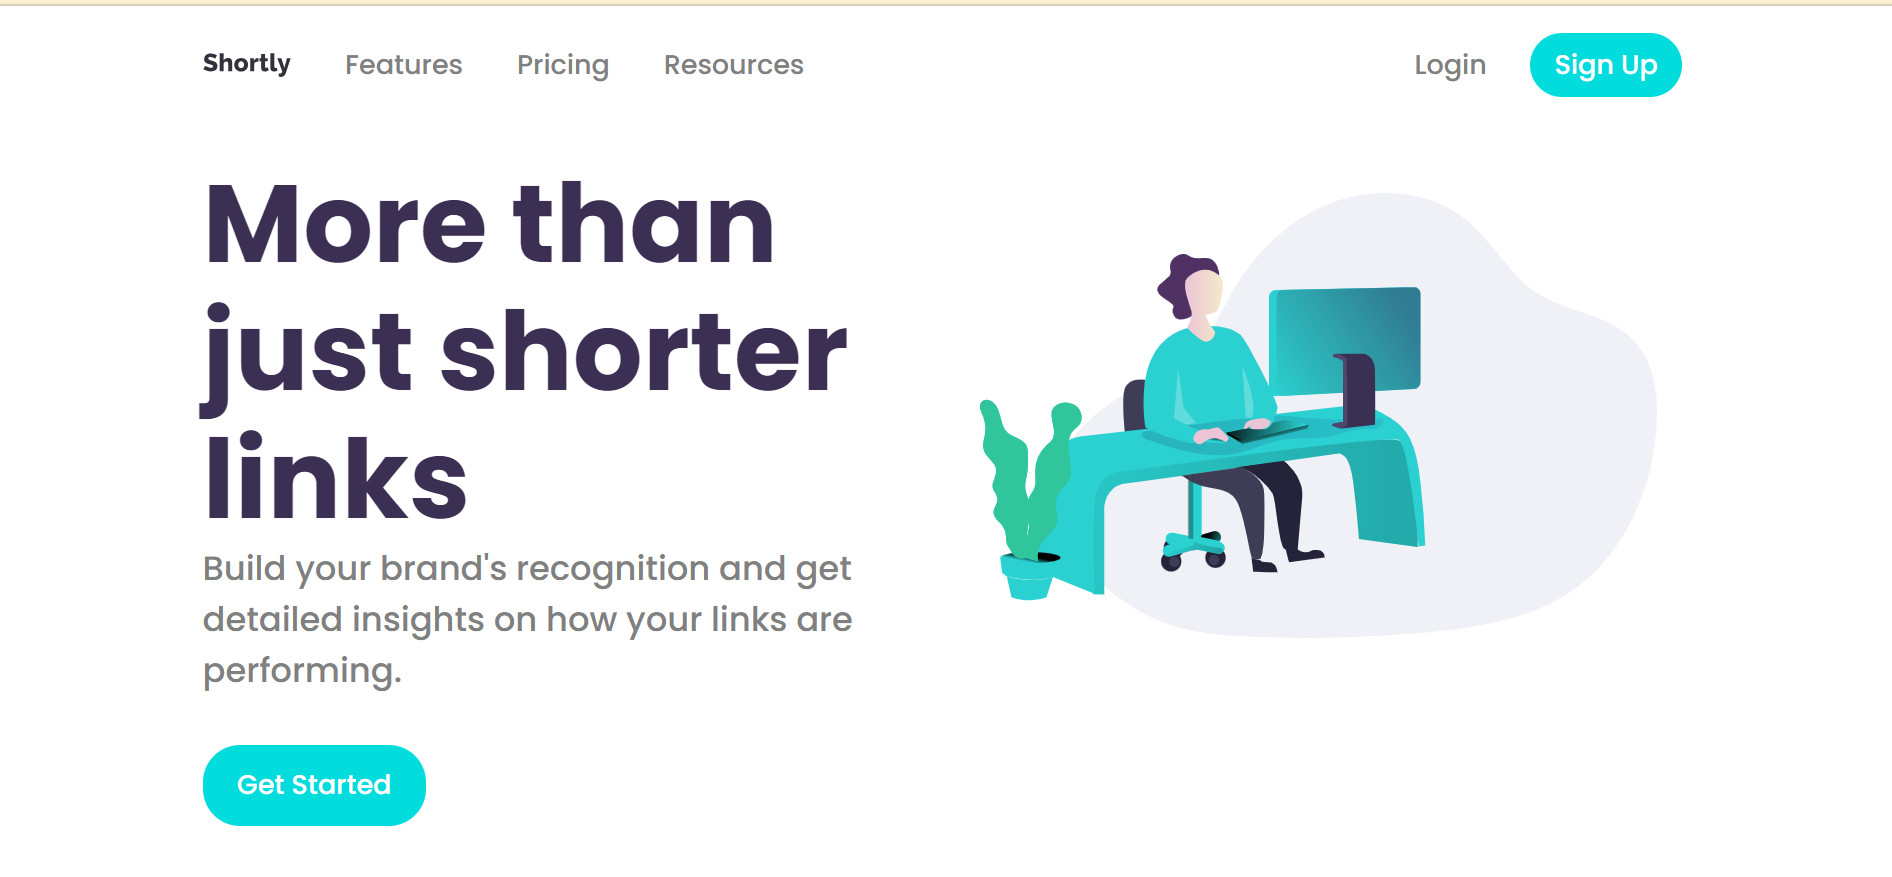 Shortly Features Pricing Resources Login Sign Up
More than
just shorter
links
Build your brand's recognition and get
detailed insights on how your links are
performing.
Get Started